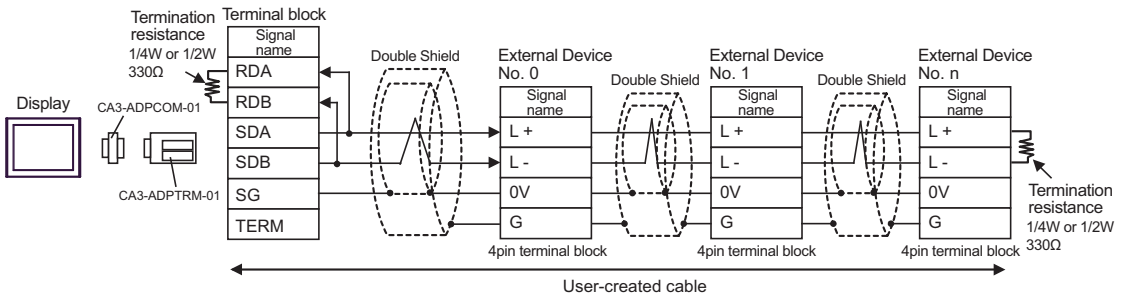 Termination
resistance
1/4W or 1/2W
330Ω
Terminal block
Signal
name
RDA
RDB
SDA
SDB
SG
TERM
Display
CA3-ADPCOM-01
CA3-ADPTRM-01
Double Shield
External Device
No. 0
Signal
name
L +
L -
0V
G
4pin terminal block
Double Shield
External Device
No. 1
Signal
name
L +
L -
0V
G
4pin terminal block
Double Shield
External Device
No. n
Signal
name
L +
L -
0V
G
4pin terminal block
Termination
resistance
1/4W or 1/2W
330Ω
User-created cable